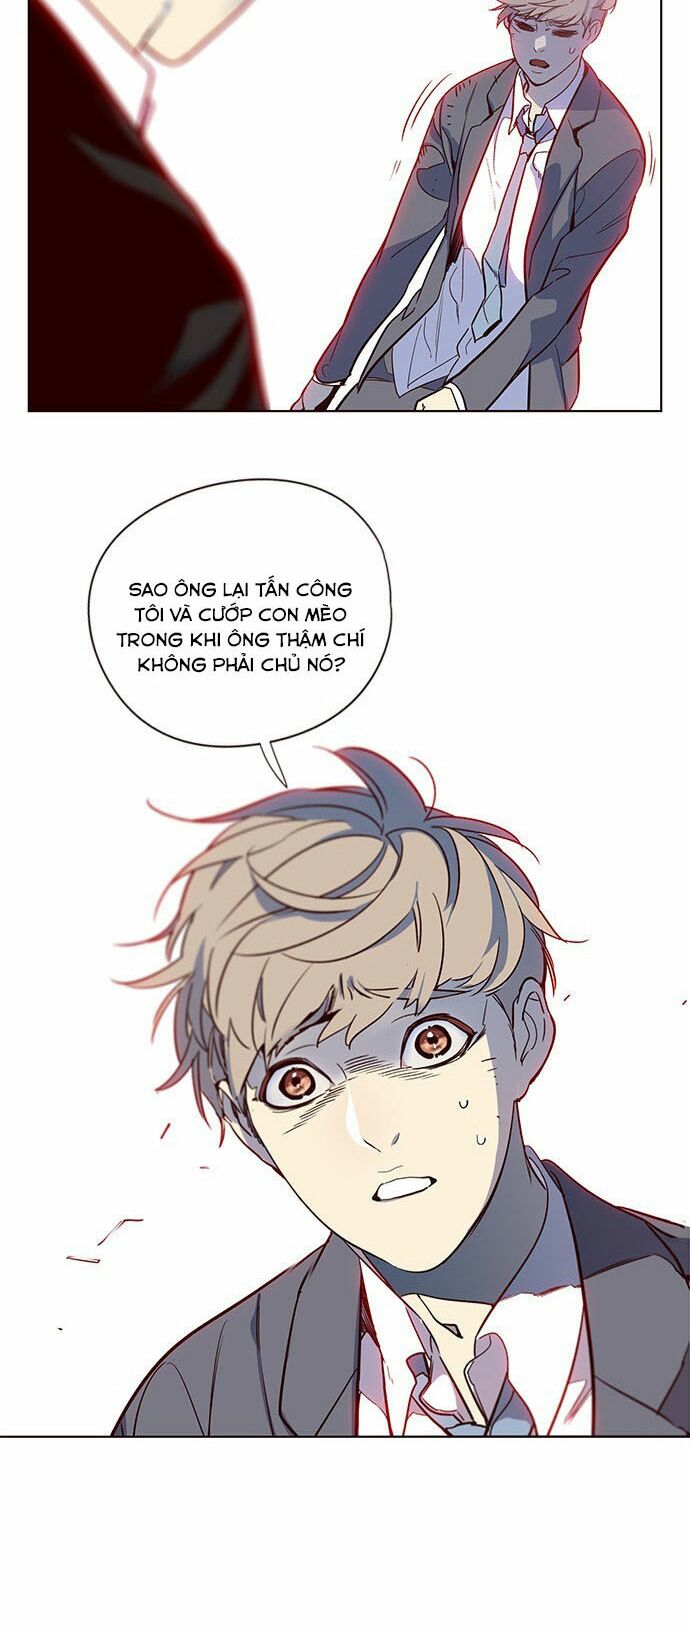 SAO ÔNG LẠI TẤN CÔNG
TÔI VÀ CƯỚP CON MÈO
TRONG KHI ÔNG THẬM CHÍ
KHÔNG PHẢI CHỦ NÓ?